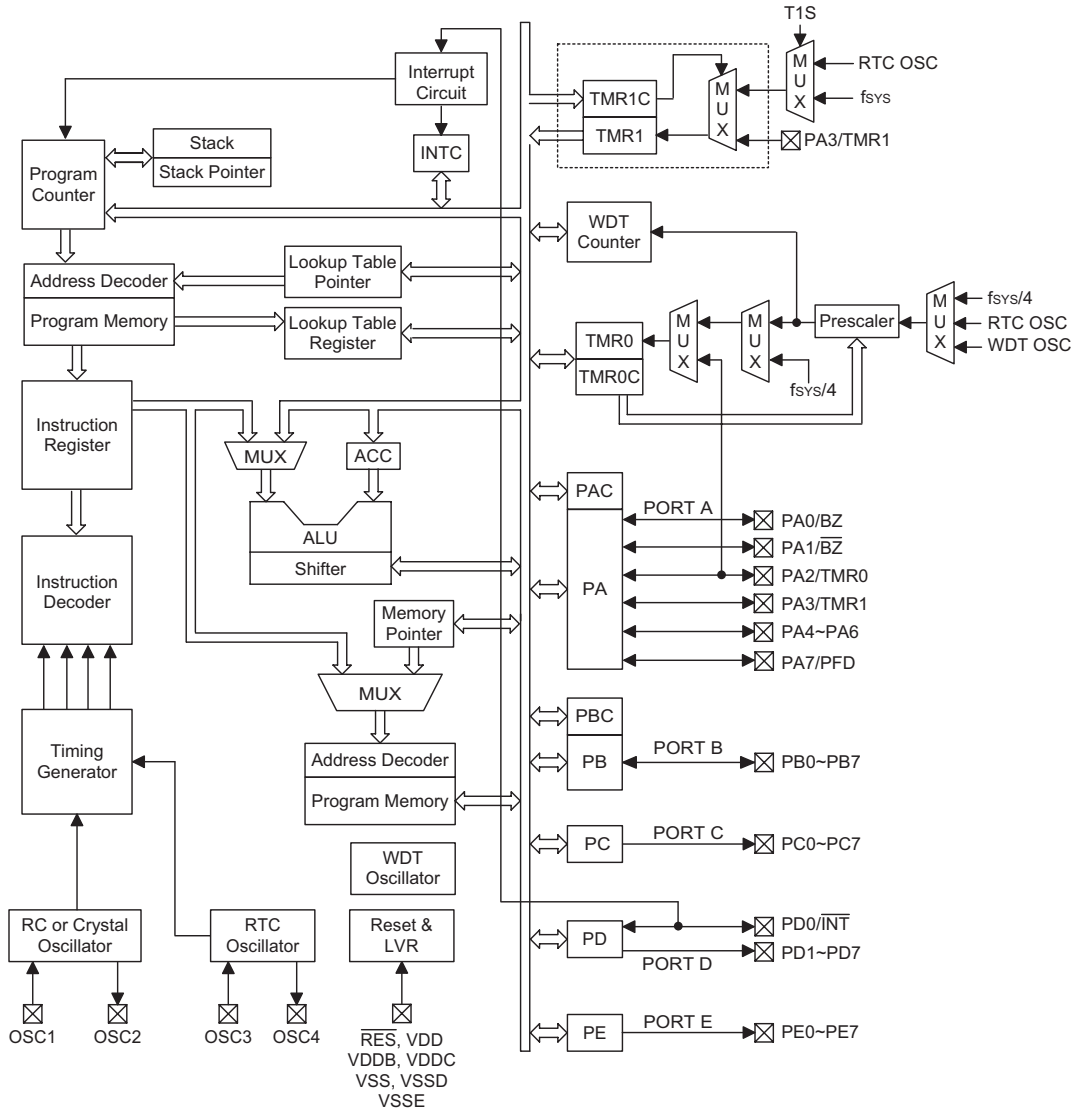 T1S
M
U
X
RTC OSC
fSYS
Interrupt
Circuit
TMR1C
TMR1
M
U
X
PA3/TMR1
Stack
Stack Pointer
INTC
Program
Counter
WDT
Counter
Address Decoder
Program Memory
Lookup Table
Pointer
Lookup Table
Register
TMR0
TMR0C
M
U
X
M
U
X
fSYS/4
Prescaler
M
U
X
fSYS/4
RTC OSC
WDT OSC
Instruction
Register
MUX
ACC
ALU
Shifter
PAC
PA
PORT A
PA0/BZ
PA1/B̅Z̅
PA2/TMR0
PA3/TMR1
PA4~PA6
PA7/PFD
Instruction
Decoder
Memory
Pointer
MUX
Address Decoder
Program Memory
PBC
PB
PORT B
PB0~PB7
Timing
Generator
PC
PORT C
PC0~PC7
WDT
Oscillator
RC or Crystal
Oscillator
RTC
Oscillator
Reset &
LVR
PD
PD0/I̅N̅T̅
PD1~PD7
PORT D
OSC1
OSC2
OSC3
OSC4
R̅E̅S̅, VDD
VDDB, VDDC
VSS, VSSD
VSSE
PE
PORT E
PE0~PE7